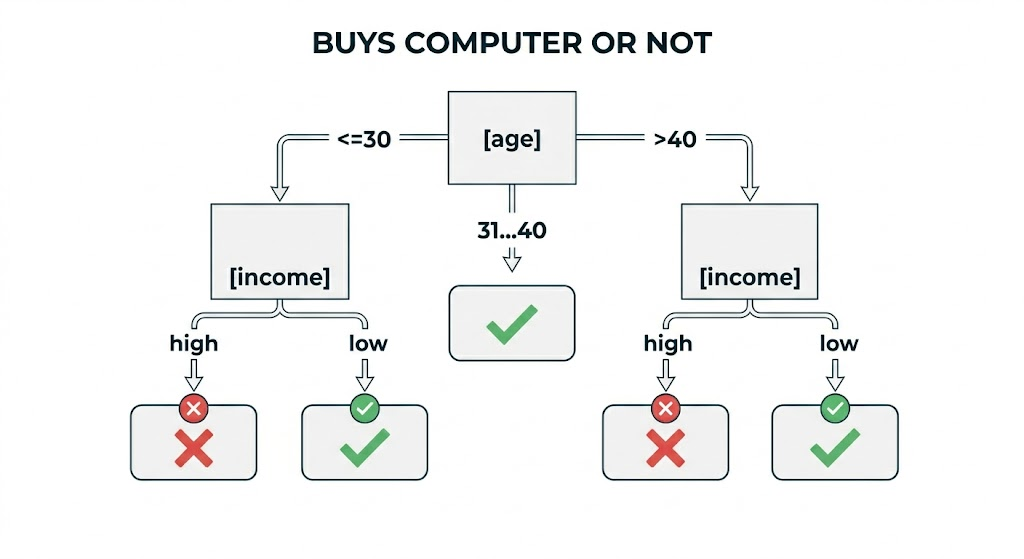 BUYS COMPUTER OR NOT
<=30
[age]
>40
31...40
[income]
[income]
high
low
high
low